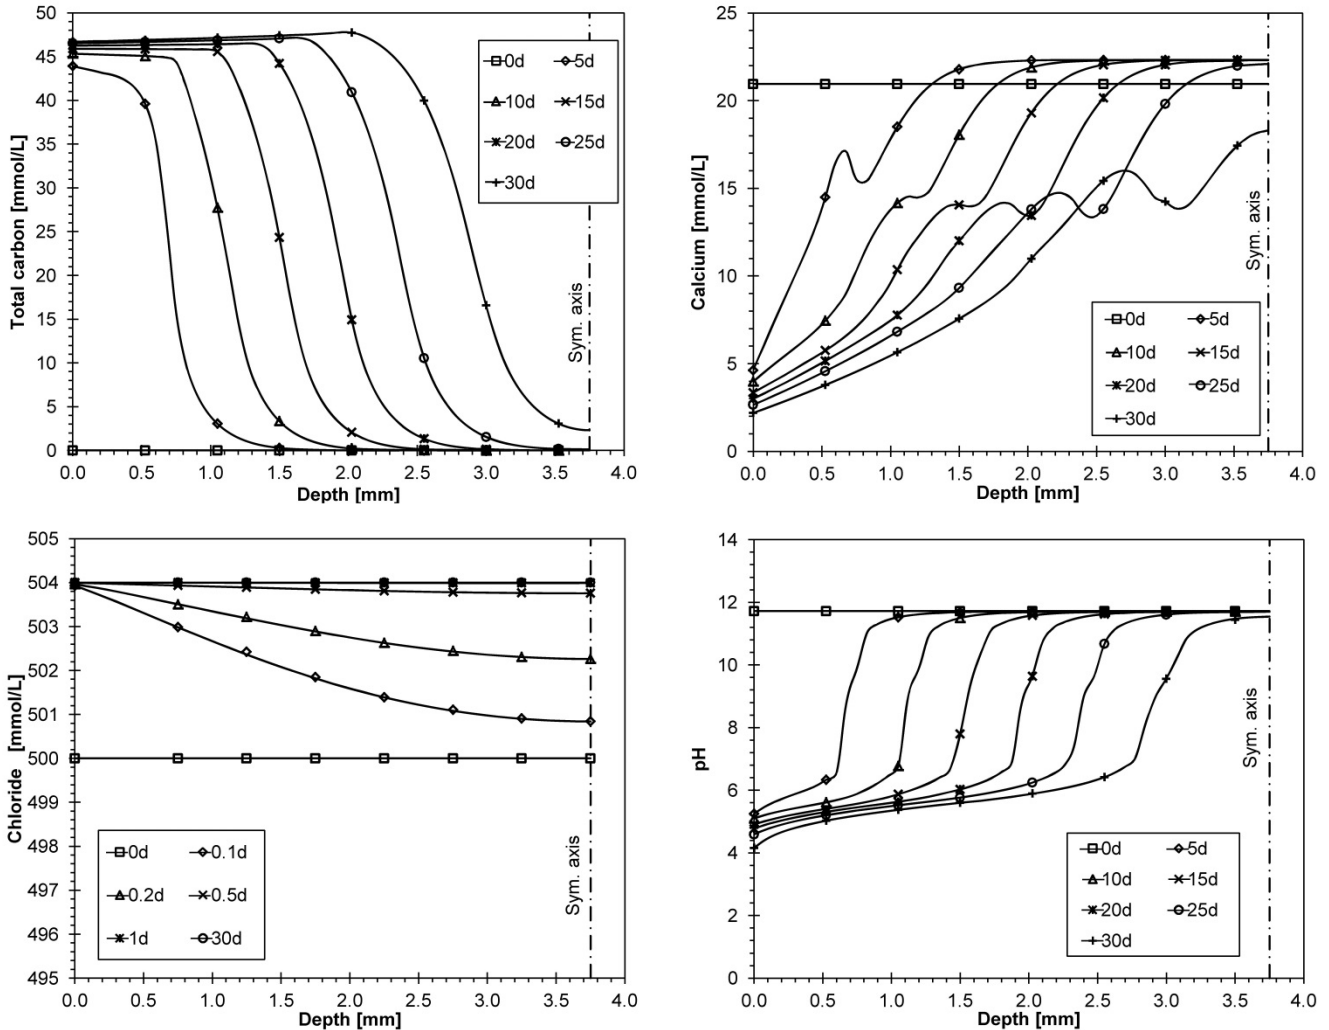 50
45
40
35
30
25
20
15
10
5
0
Total carbon [mmol/L]
0d 5d
10d 15d
20d 25d
30d
Sym. axis
0.0 0.5 1.0 1.5 2.0 2.5 3.0 3.5 4.0
Depth [mm]
25
20
15
10
5
0
Calcium [mmol/L]
Sym. axis
0d 5d
10d 15d
20d 25d
30d
0.0 0.5 1.0 1.5 2.0 2.5 3.0 3.5 4.0
Depth [mm]
505
504
503
502
501
500
499
498
497
496
495
Chloride [mmol/L]
0d 0.1d
0.2d 0.5d
1d 30d
Sym. axis
0.0 0.5 1.0 1.5 2.0 2.5 3.0 3.5 4.0
Depth [mm]
14
12
10
8
6
4
2
0
pH
Sym. axis
0d 5d
10d 15d
20d 25d
30d
0.0 0.5 1.0 1.5 2.0 2.5 3.0 3.5 4.0
Depth [mm]